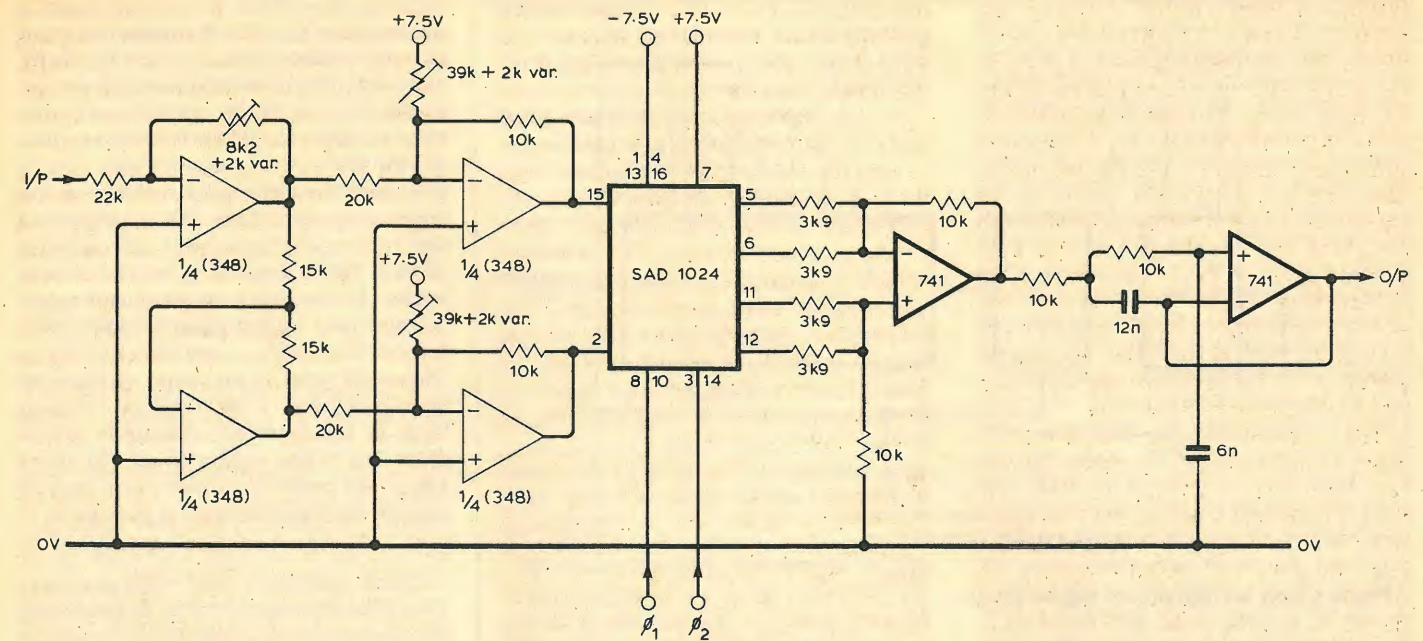 +7.5V
-7.5V +7.5V
39k + 2k var.
8k2
+2k var.
10k
I/P
22k
20k
1 4
13 16
7
15
5
3k9
10k
¼ (348)
¼ (348)
15k
+7.5V
6
3k9
SAD 1024
741
10k
10k
741
O/P
39k+2k var.
11
3k9
12n
15k
10k
2
12
3k9
8 10
3 14
20k
10k
6n
¼ (348)
¼ (348)
0V
0V
ø1
ø2